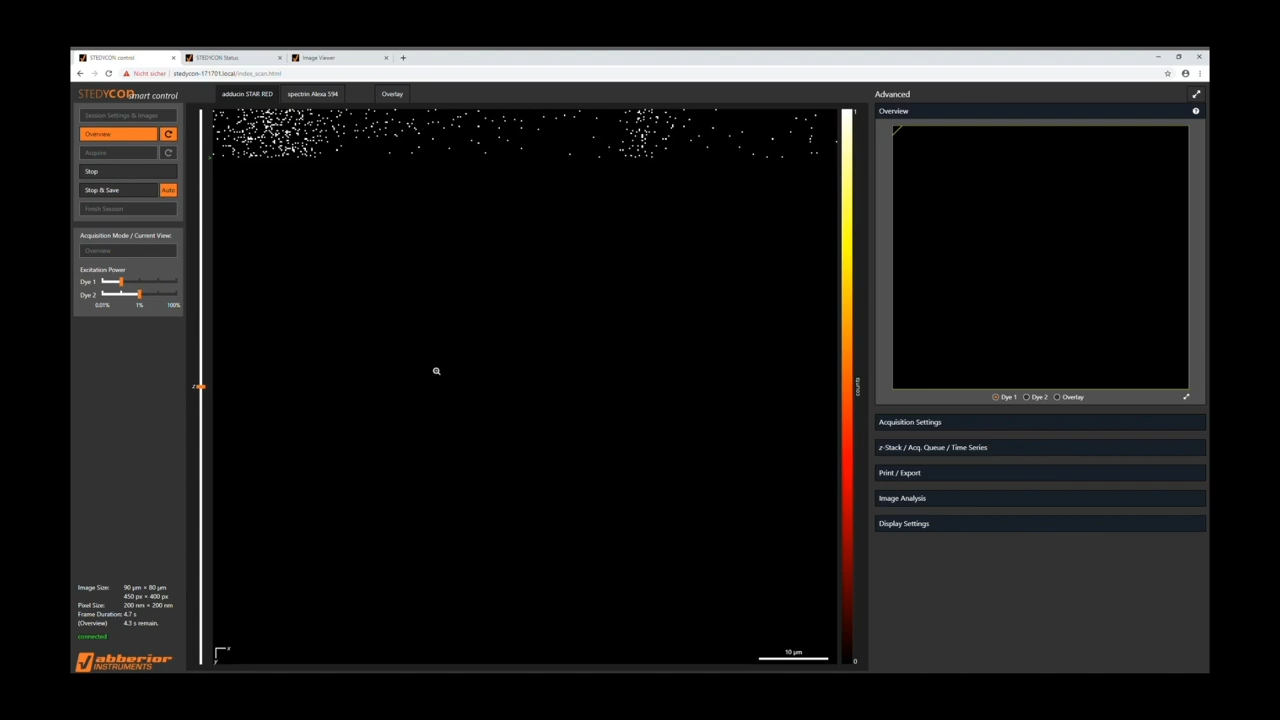 STEDYCON control
STEDYCON Status
Image Viewer
Nicht sicher
stedycon-171701.local/index_scan.html
STEDYCON smart control
adducin STAR RED
spectrin Alexa 594
Overlay
Session Settings & Images
Overview
Acquire
Stop
Stop & Save
Auto
Finish Session
Acquisition Mode / Current View:
Overview
Excitation Power
Dye 1
Dye 2
0.01% 1% 100%
Image Size: 90 µm × 80 µm
450 px × 400 px
Pixel Size: 200 nm × 200 nm
Frame Duration: 4.7 s
(Overview) 4.3 s remain.
connected
abberior
INSTRUMENTS
z
x
y
10 µm
1
counts
0
Advanced
Overview
Dye 1 Dye 2 Overlay
Acquisition Settings
z-Stack / Acq. Queue / Time Series
Print / Export
Image Analysis
Display Settings